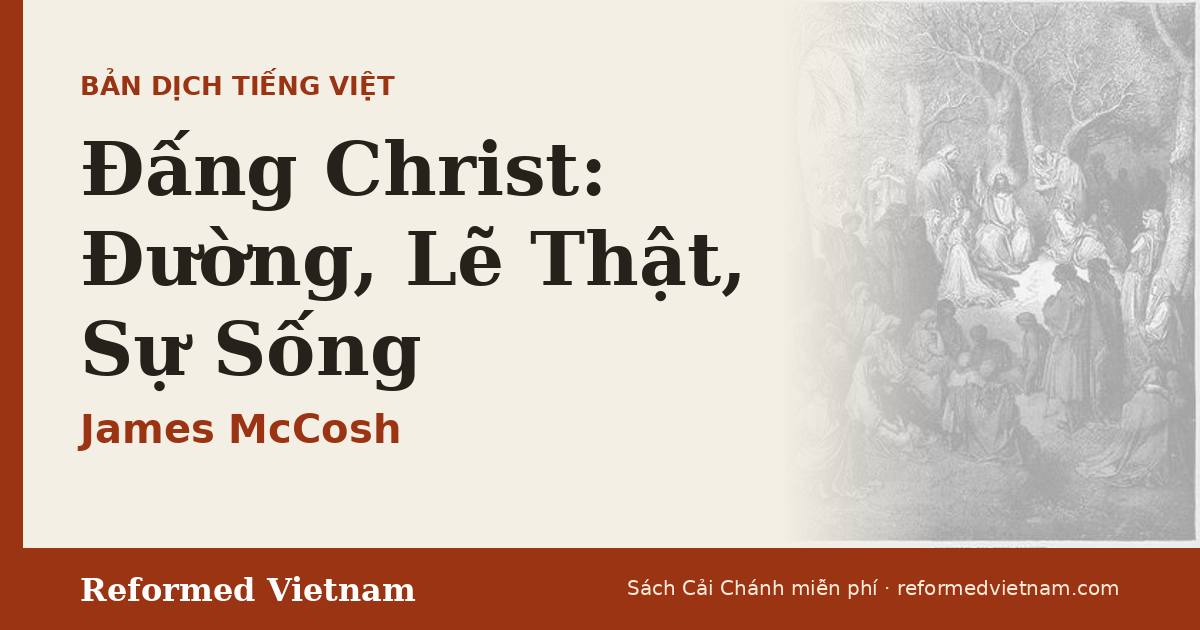 BẢN DỊCH TIẾNG VIỆT
Đấng Christ:
Đường, Lẽ Thật,
Sự Sống
James McCosh
Reformed Vietnam
Sách Cải Chánh miễn phí · reformedvietnam.com